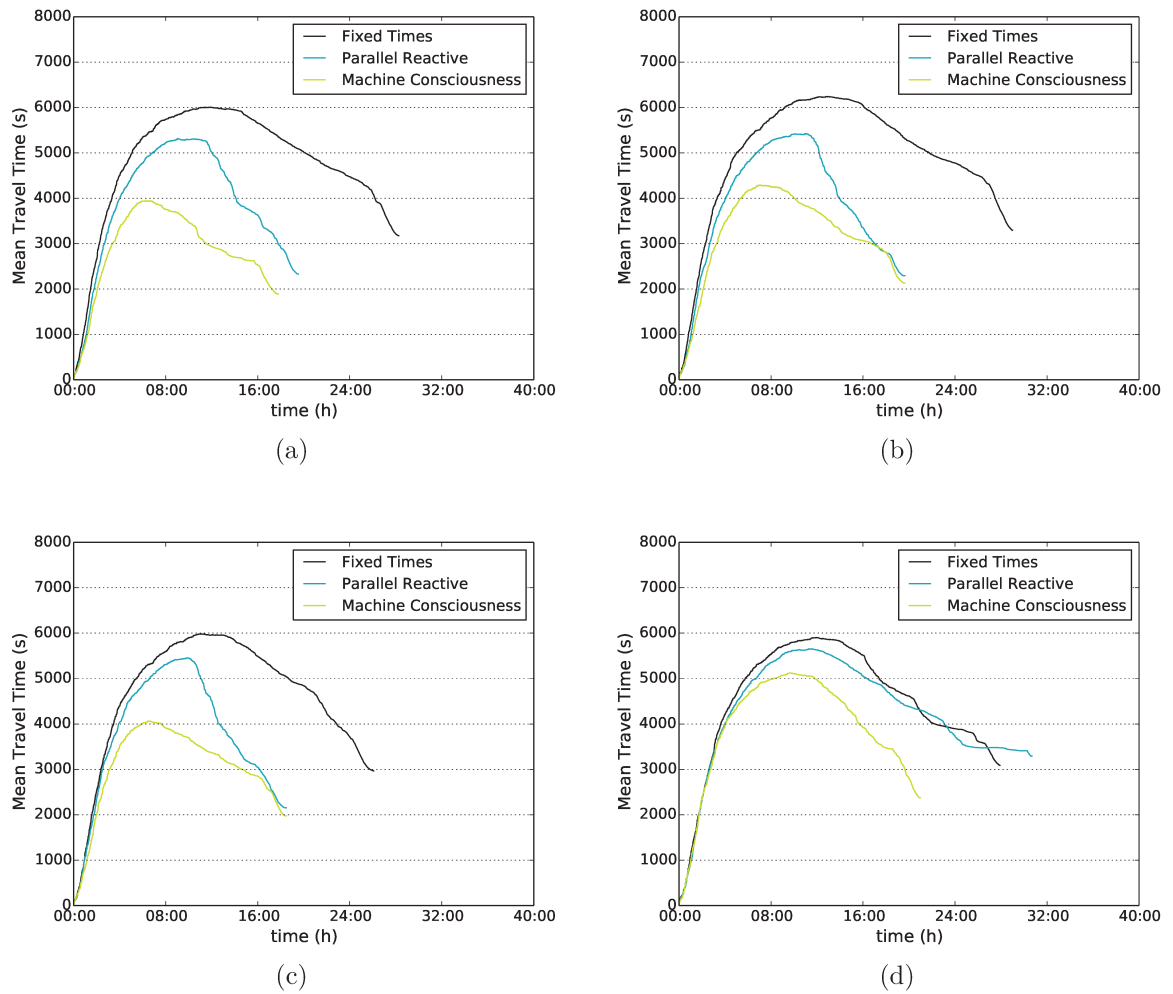 8000
7000
6000
5000
4000
3000
2000
1000
0
Mean Travel Time (s)
Fixed Times
Parallel Reactive
Machine Consciousness
00:00 08:00 16:00 24:00 32:00 40:00
time (h)
(a)
8000
7000
6000
5000
4000
3000
2000
1000
0
Mean Travel Time (s)
Fixed Times
Parallel Reactive
Machine Consciousness
00:00 08:00 16:00 24:00 32:00 40:00
time (h)
(b)
8000
7000
6000
5000
4000
3000
2000
1000
0
Mean Travel Time (s)
Fixed Times
Parallel Reactive
Machine Consciousness
00:00 08:00 16:00 24:00 32:00 40:00
time (h)
(c)
8000
7000
6000
5000
4000
3000
2000
1000
0
Mean Travel Time (s)
Fixed Times
Parallel Reactive
Machine Consciousness
00:00 08:00 16:00 24:00 32:00 40:00
time (h)
(d)